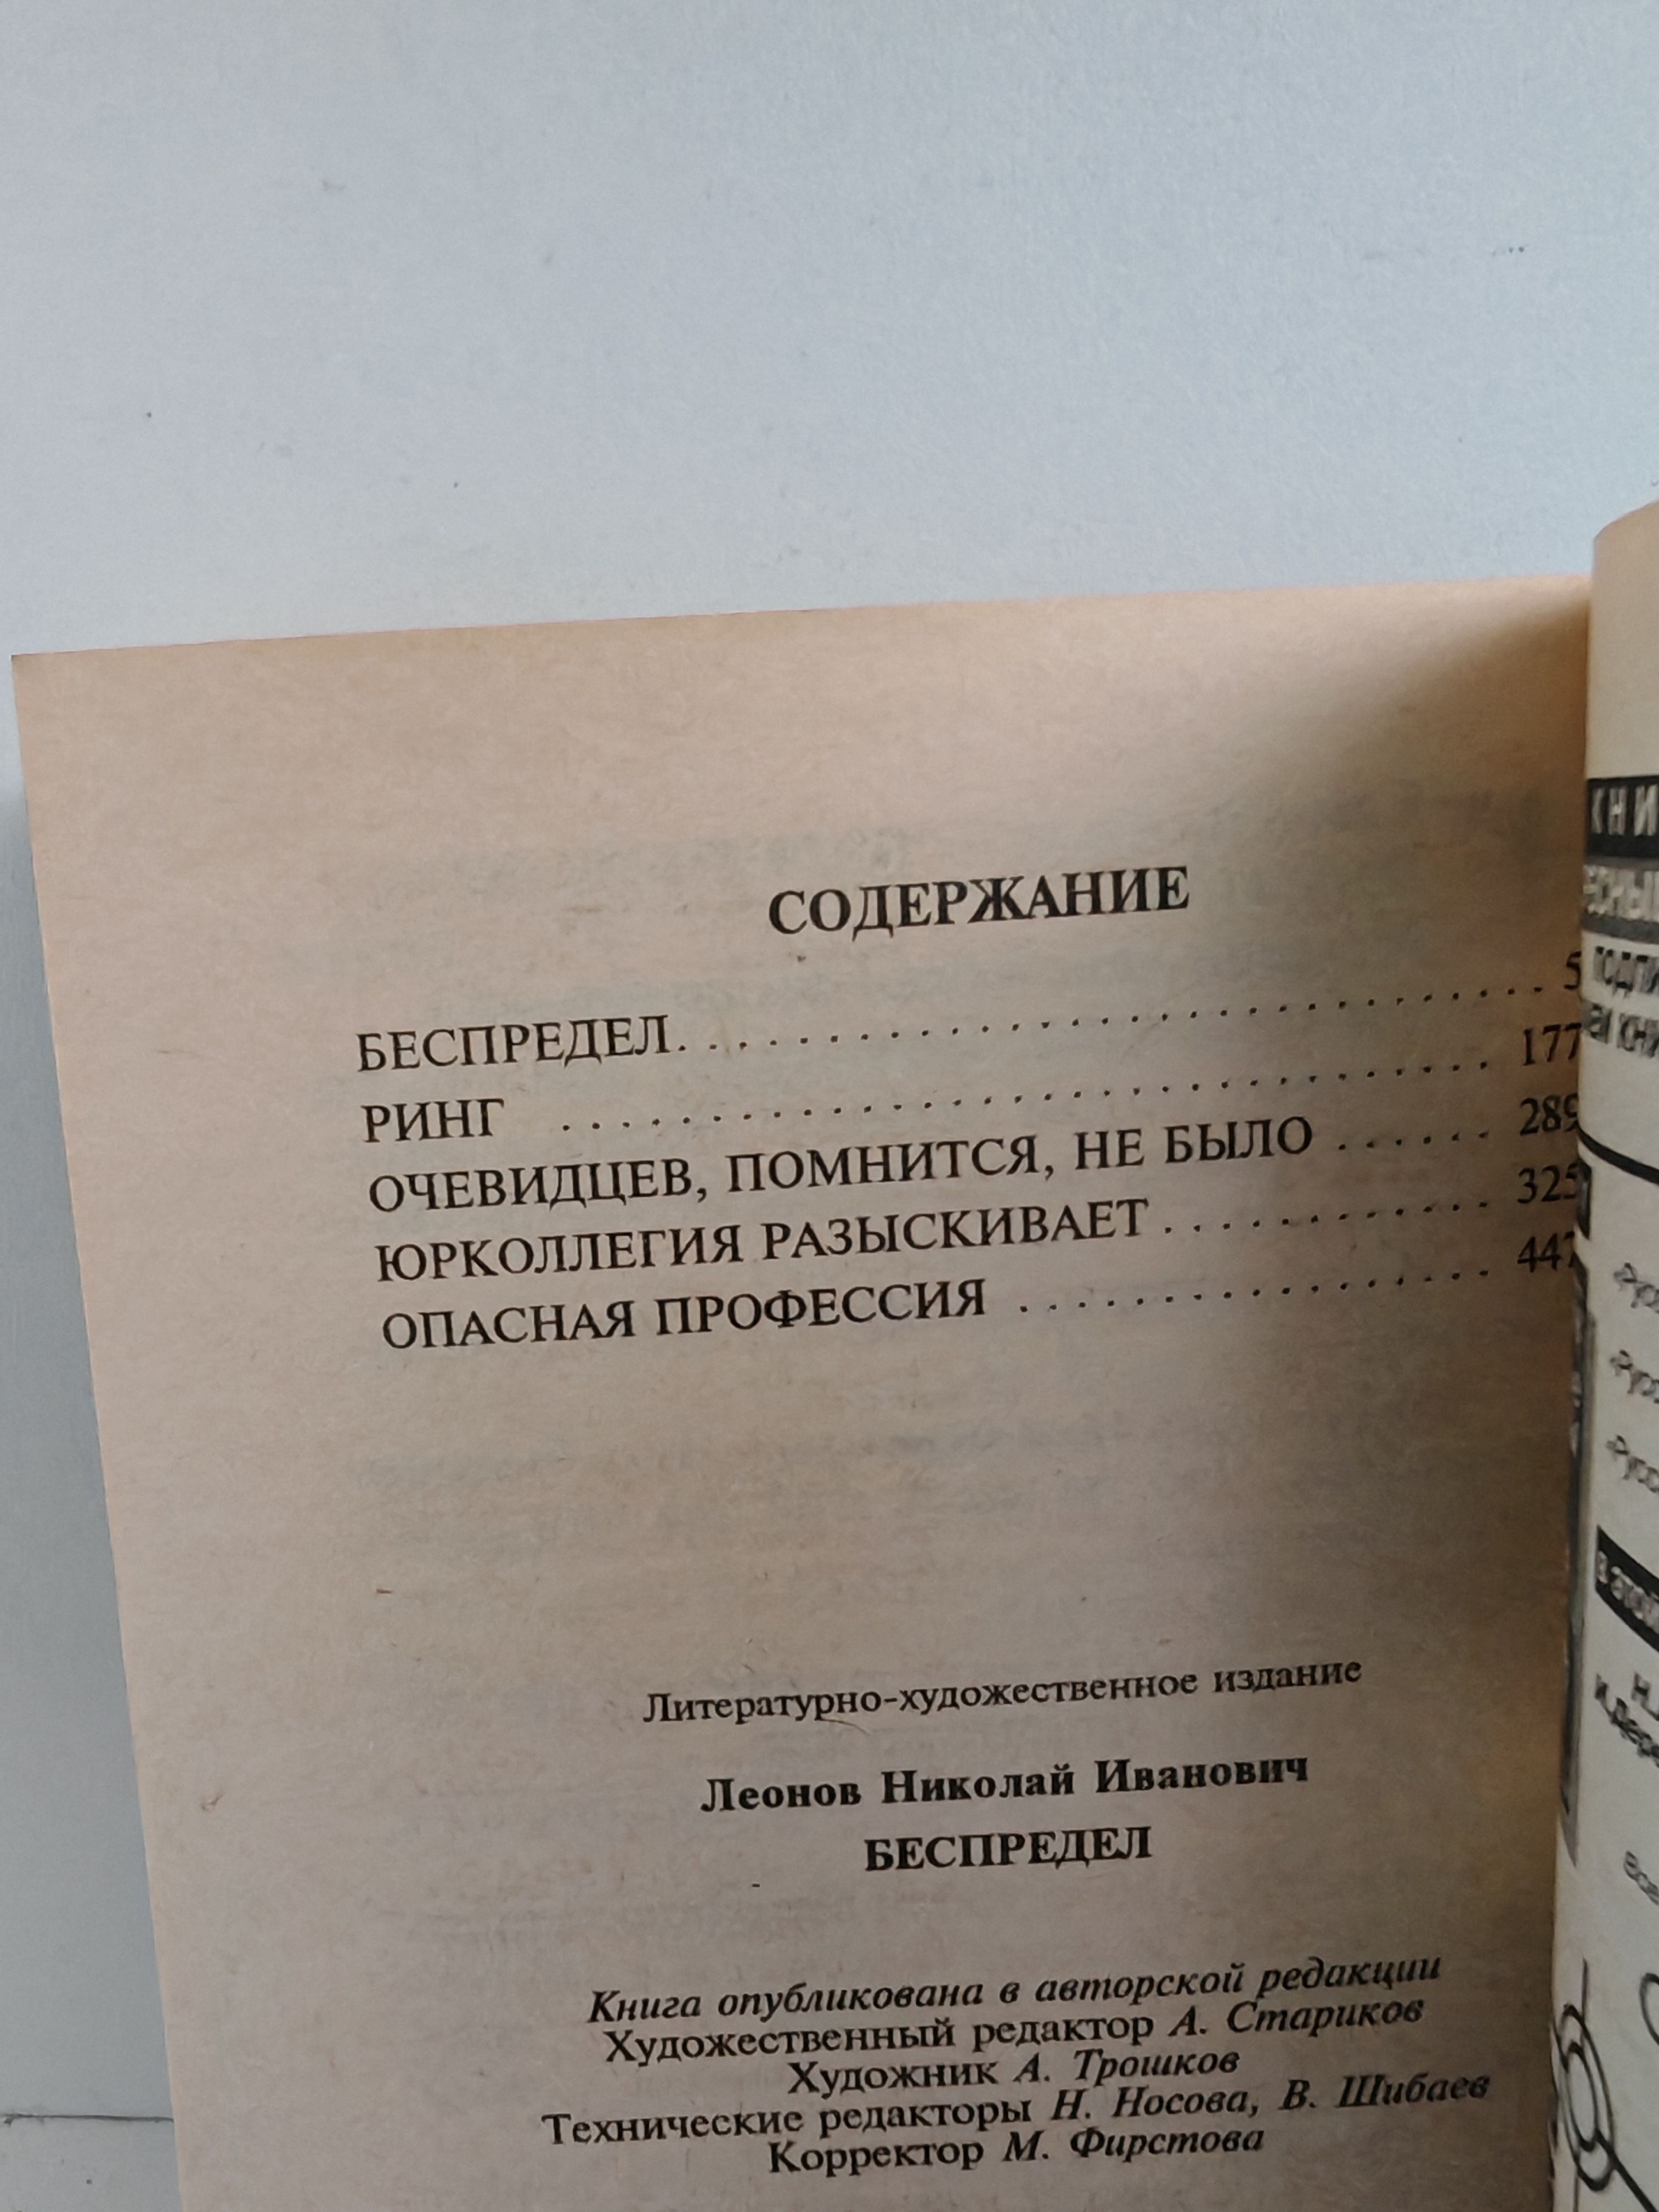 СОДЕРЖАНИЕ
БЕСПРЕДЕЛ. . . . . . . . . . . . . . . . . . . . . . . . . . . . . 5
РИНГ . . . . . . . . . . . . . . . . . . . . . . . . . 177
ОЧЕВИДЦЕВ, ПОМНИТСЯ, НЕ БЫЛО . . . . . . 289
ЮРКОЛЛЕГИЯ РАЗЫСКИВАЕТ . . . . . . . . . . . . 325
ОПАСНАЯ ПРОФЕССИЯ . . . . . . . . . . . . . . . . . 447
Литературно-художественное издание
Леонов Николай Иванович
БЕСПРЕДЕЛ
Книга опубликована в авторской редакции
Художественный редактор А. Стариков
Художник А. Трошков
Технические редакторы Н. Носова, В. Шибаев
Корректор М. Фирстова